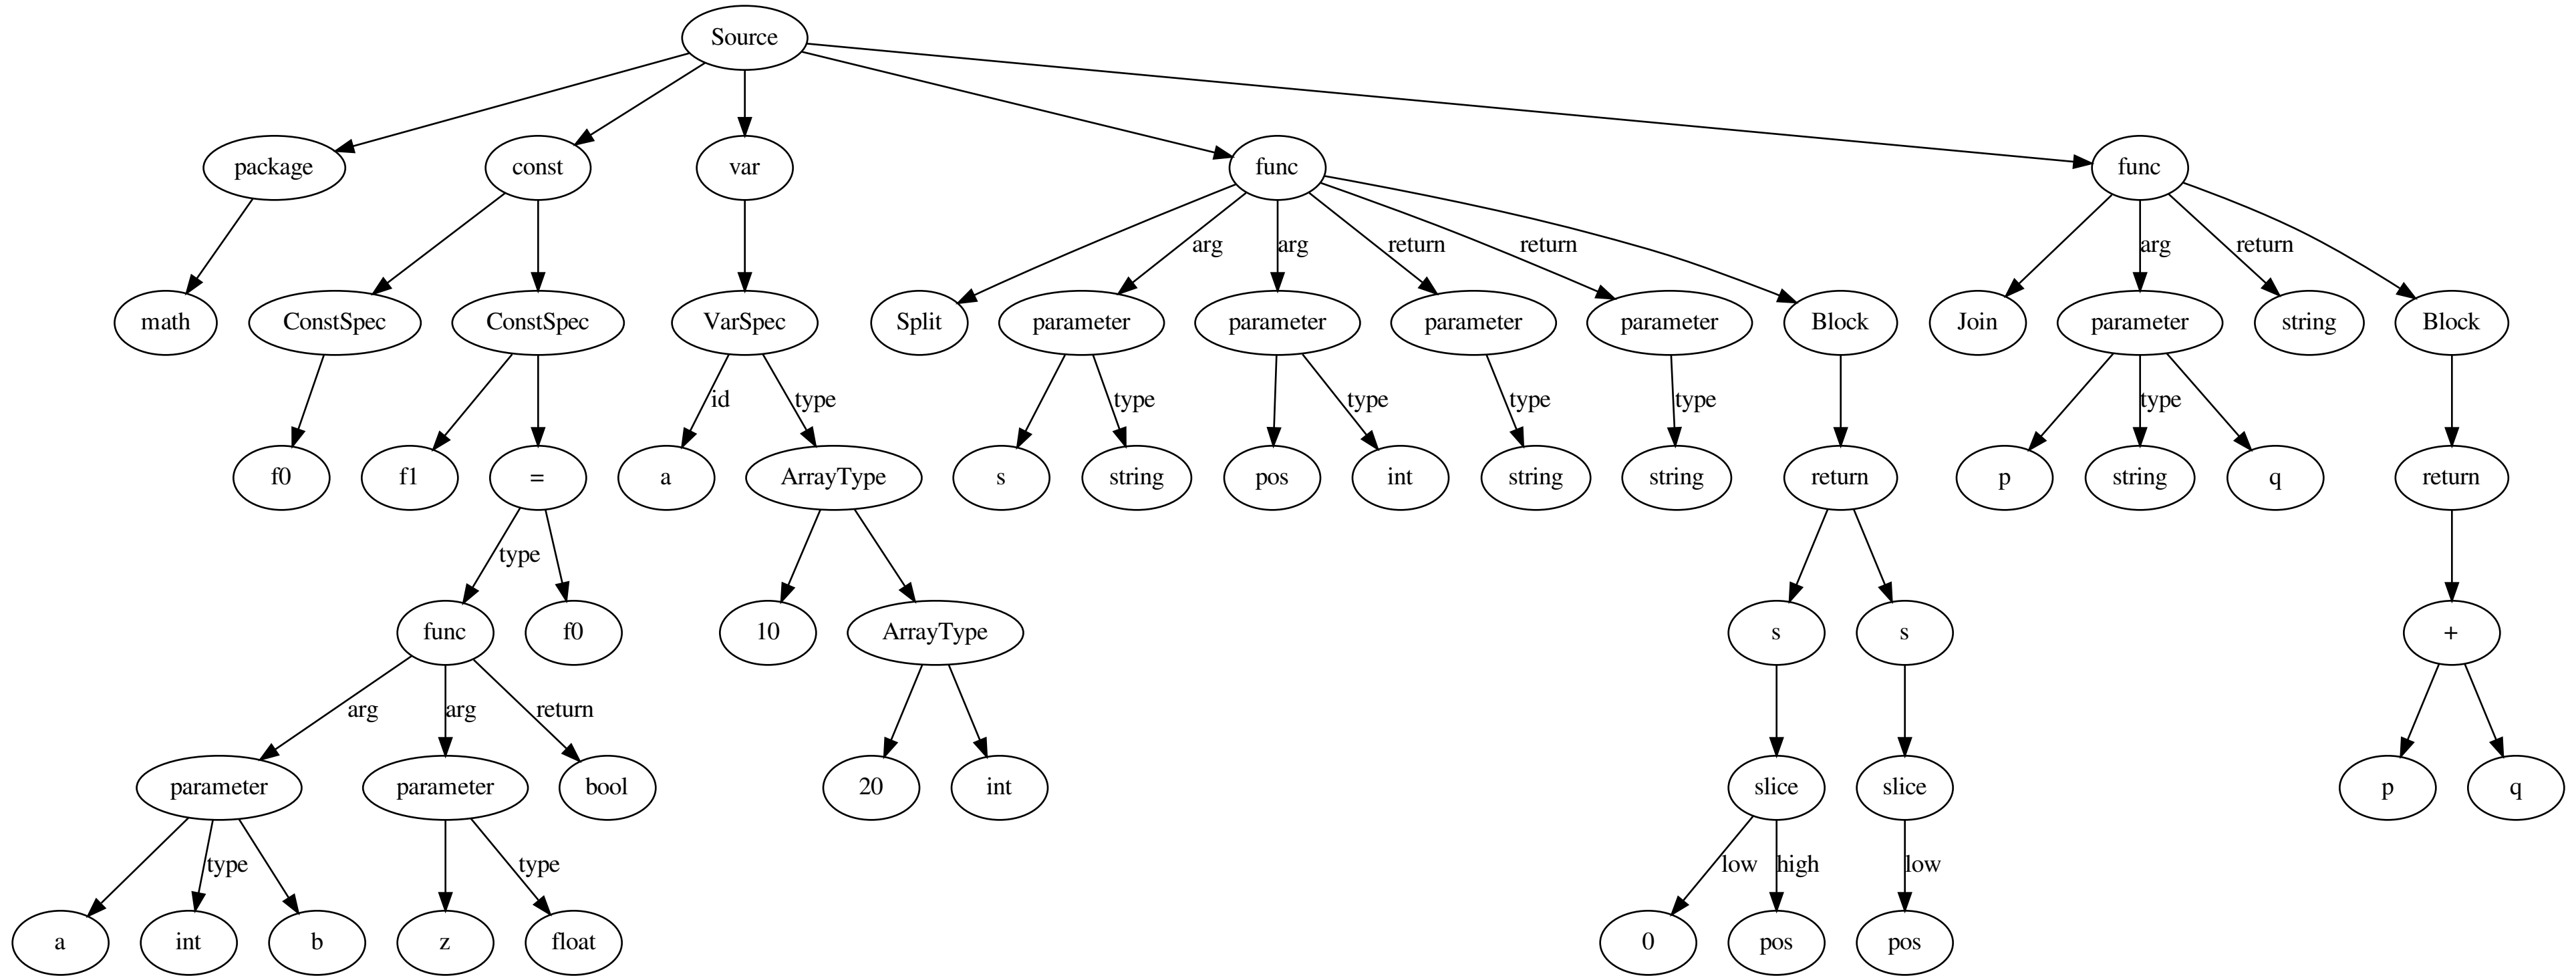 Source
package const var func func
arg arg return return arg return
math ConstSpec ConstSpec VarSpec Split parameter parameter parameter parameter Block Join parameter string Block
id type type type type type type
f0 f1 = a ArrayType s string pos int string string return p string q return
type
func f0 10 ArrayType s s +
arg arg return
parameter parameter bool 20 int slice slice p q
type type low high low
a int b z float 0 pos pos